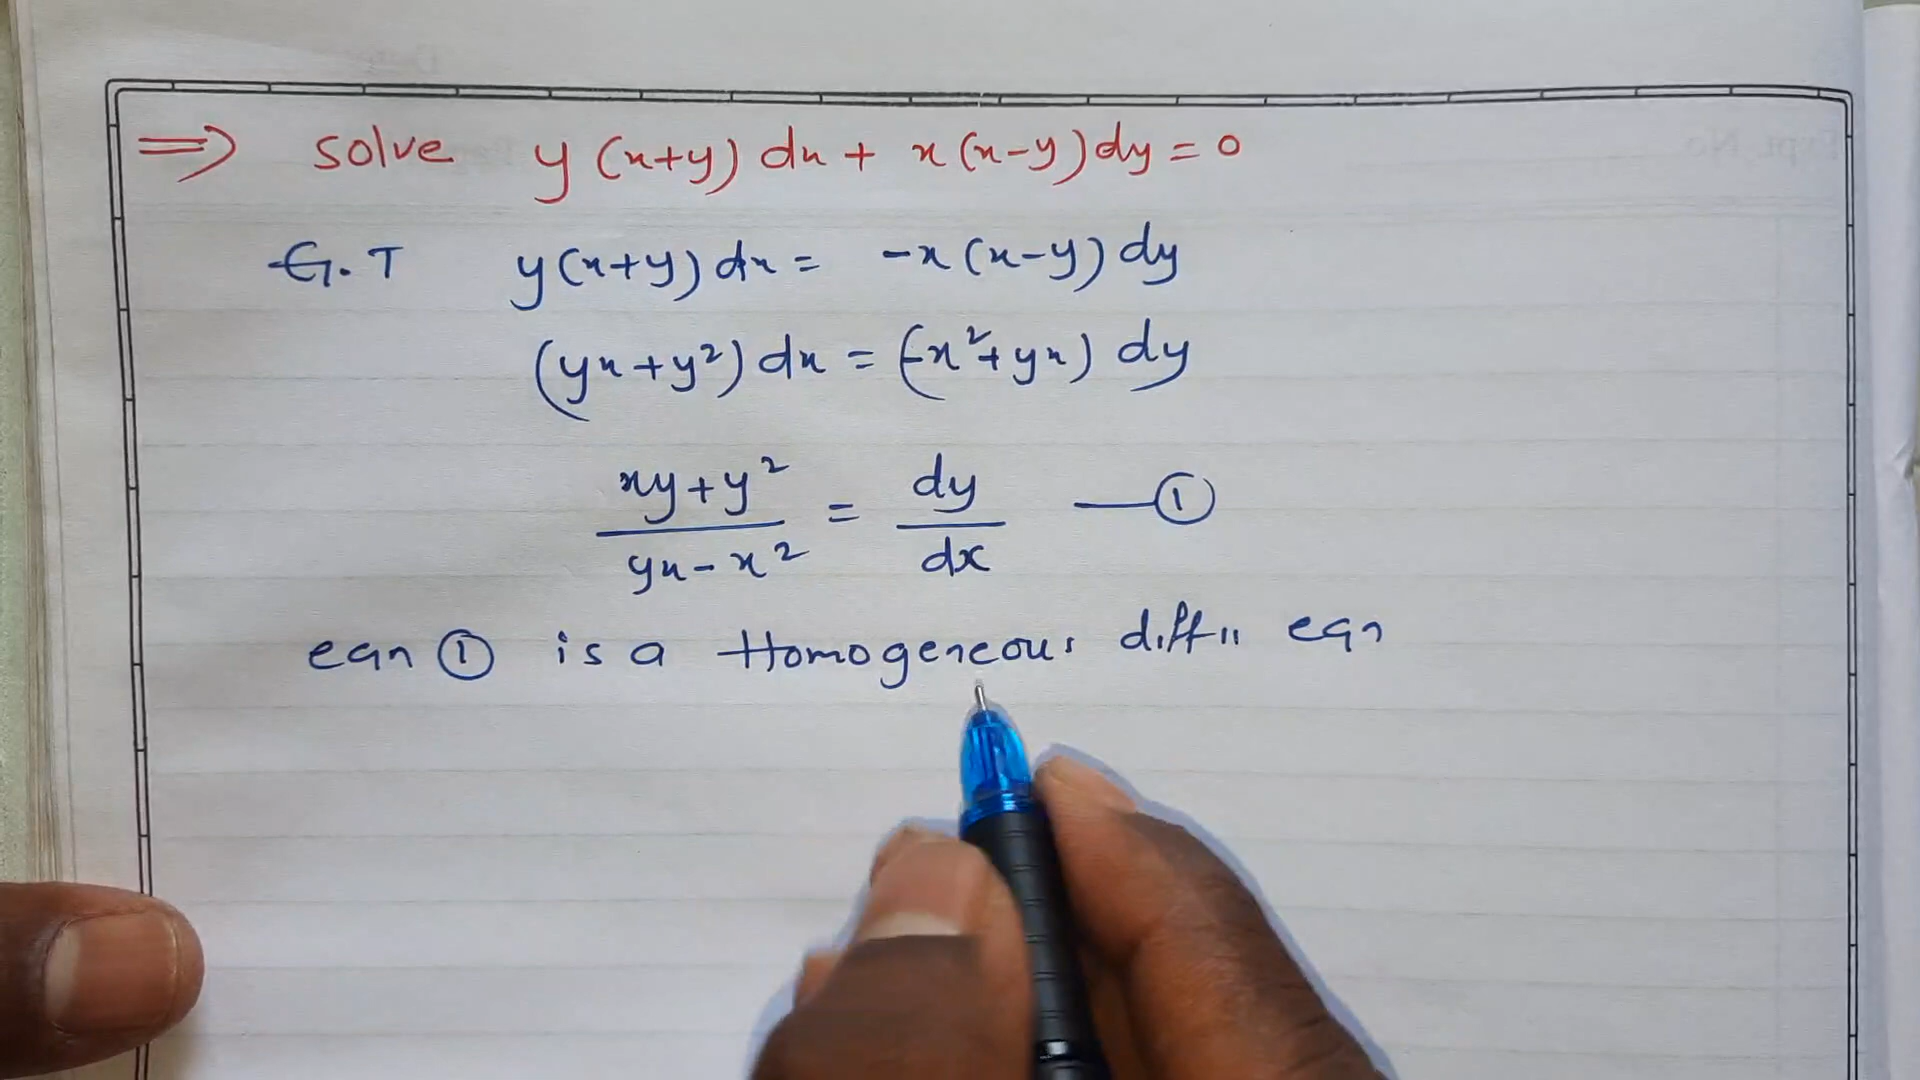 ⇒ solve y (x+y) dx + x (x-y) dy = 0
G.T y(x+y) dx = -x (x-y) dy
(yx+y²) dx = (-x²+yx) dy
xy+y² / yx-x² = dy / dx —①
eqn ① is a Homogeneous diff'' eqn